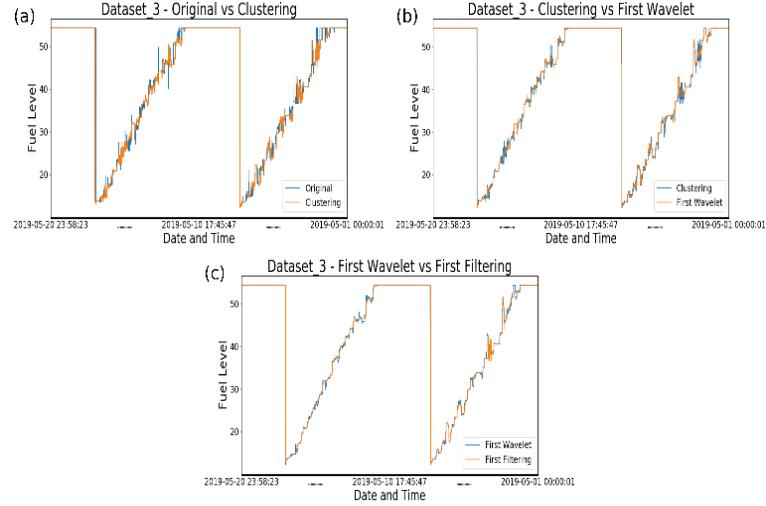 (a)
Dataset_3 - Original vs Clustering
Fuel Level
50
40
30
20
Original
Clustering
2019-05-20 23:58:23
2019-05-10 17:45:47
2019-05-01 00:00:01
Date and Time
(b)
Dataset_3 - Clustering vs First Wavelet
Fuel Level
50
40
30
20
Clustering
First Wavelet
2019-05-20 23:58:23
2019-05-10 17:45:47
2019-05-01 00:00:01
Date and Time
(c)
Dataset_3 - First Wavelet vs First Filtering
Fuel Level
50
40
30
20
First Wavelet
First Filtering
2019-05-20 23:58:23
2019-05-10 17:45:47
2019-05-01 00:00:01
Date and Time